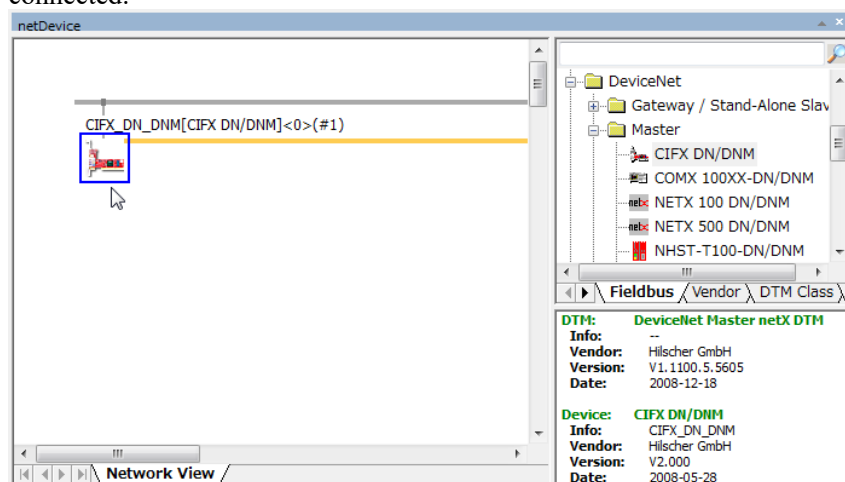 connected.
netDevice
CIFX_DN_DNM[CIFX DN/DNM]<0>(#1)
Network View
DeviceNet
Gateway / Stand-Alone Slav
Master
CIFX DN/DNM
COMX 100XX-DN/DNM
NETX 100 DN/DNM
NETX 500 DN/DNM
NHST-T100-DN/DNM
Fieldbus Vendor DTM Class
DTM: DeviceNet Master netX DTM
Info: --
Vendor: Hilscher GmbH
Version: V1.1100.5.5605
Date: 2008-12-18
Device: CIFX DN/DNM
Info: CIFX_DN_DNM
Vendor: Hilscher GmbH
Version: V2.000
Date: 2008-05-28